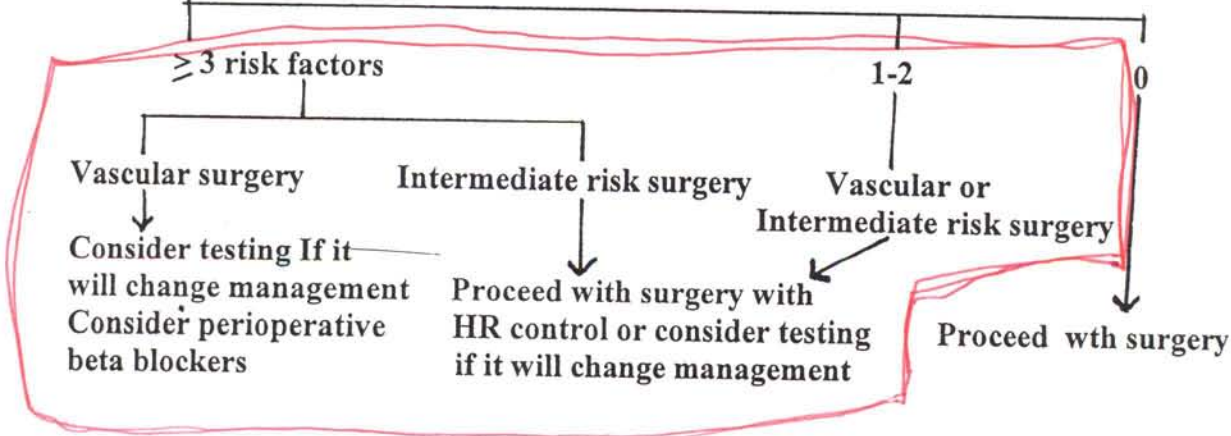 ≥ 3 risk factors
1-2
0
Vascular surgery
Intermediate risk surgery
Vascular or
Intermediate risk surgery
Consider testing If it
will change management
Consider perioperative
beta blockers
Proceed with surgery with
HR control or consider testing
if it will change management
Proceed wth surgery